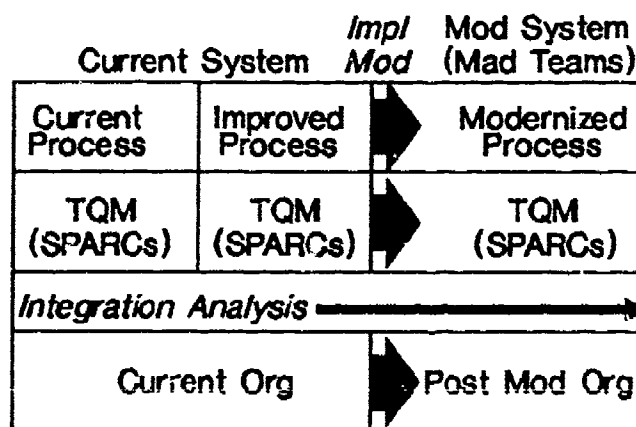 Impl Mod System
Current System Mod (Mad Teams)
Current Improved Modernized
Process Process Process
TQM TQM TQM
(SPARCs) (SPARCs) (SPARCs)
Integration Analysis
Current Org Post Mod Org